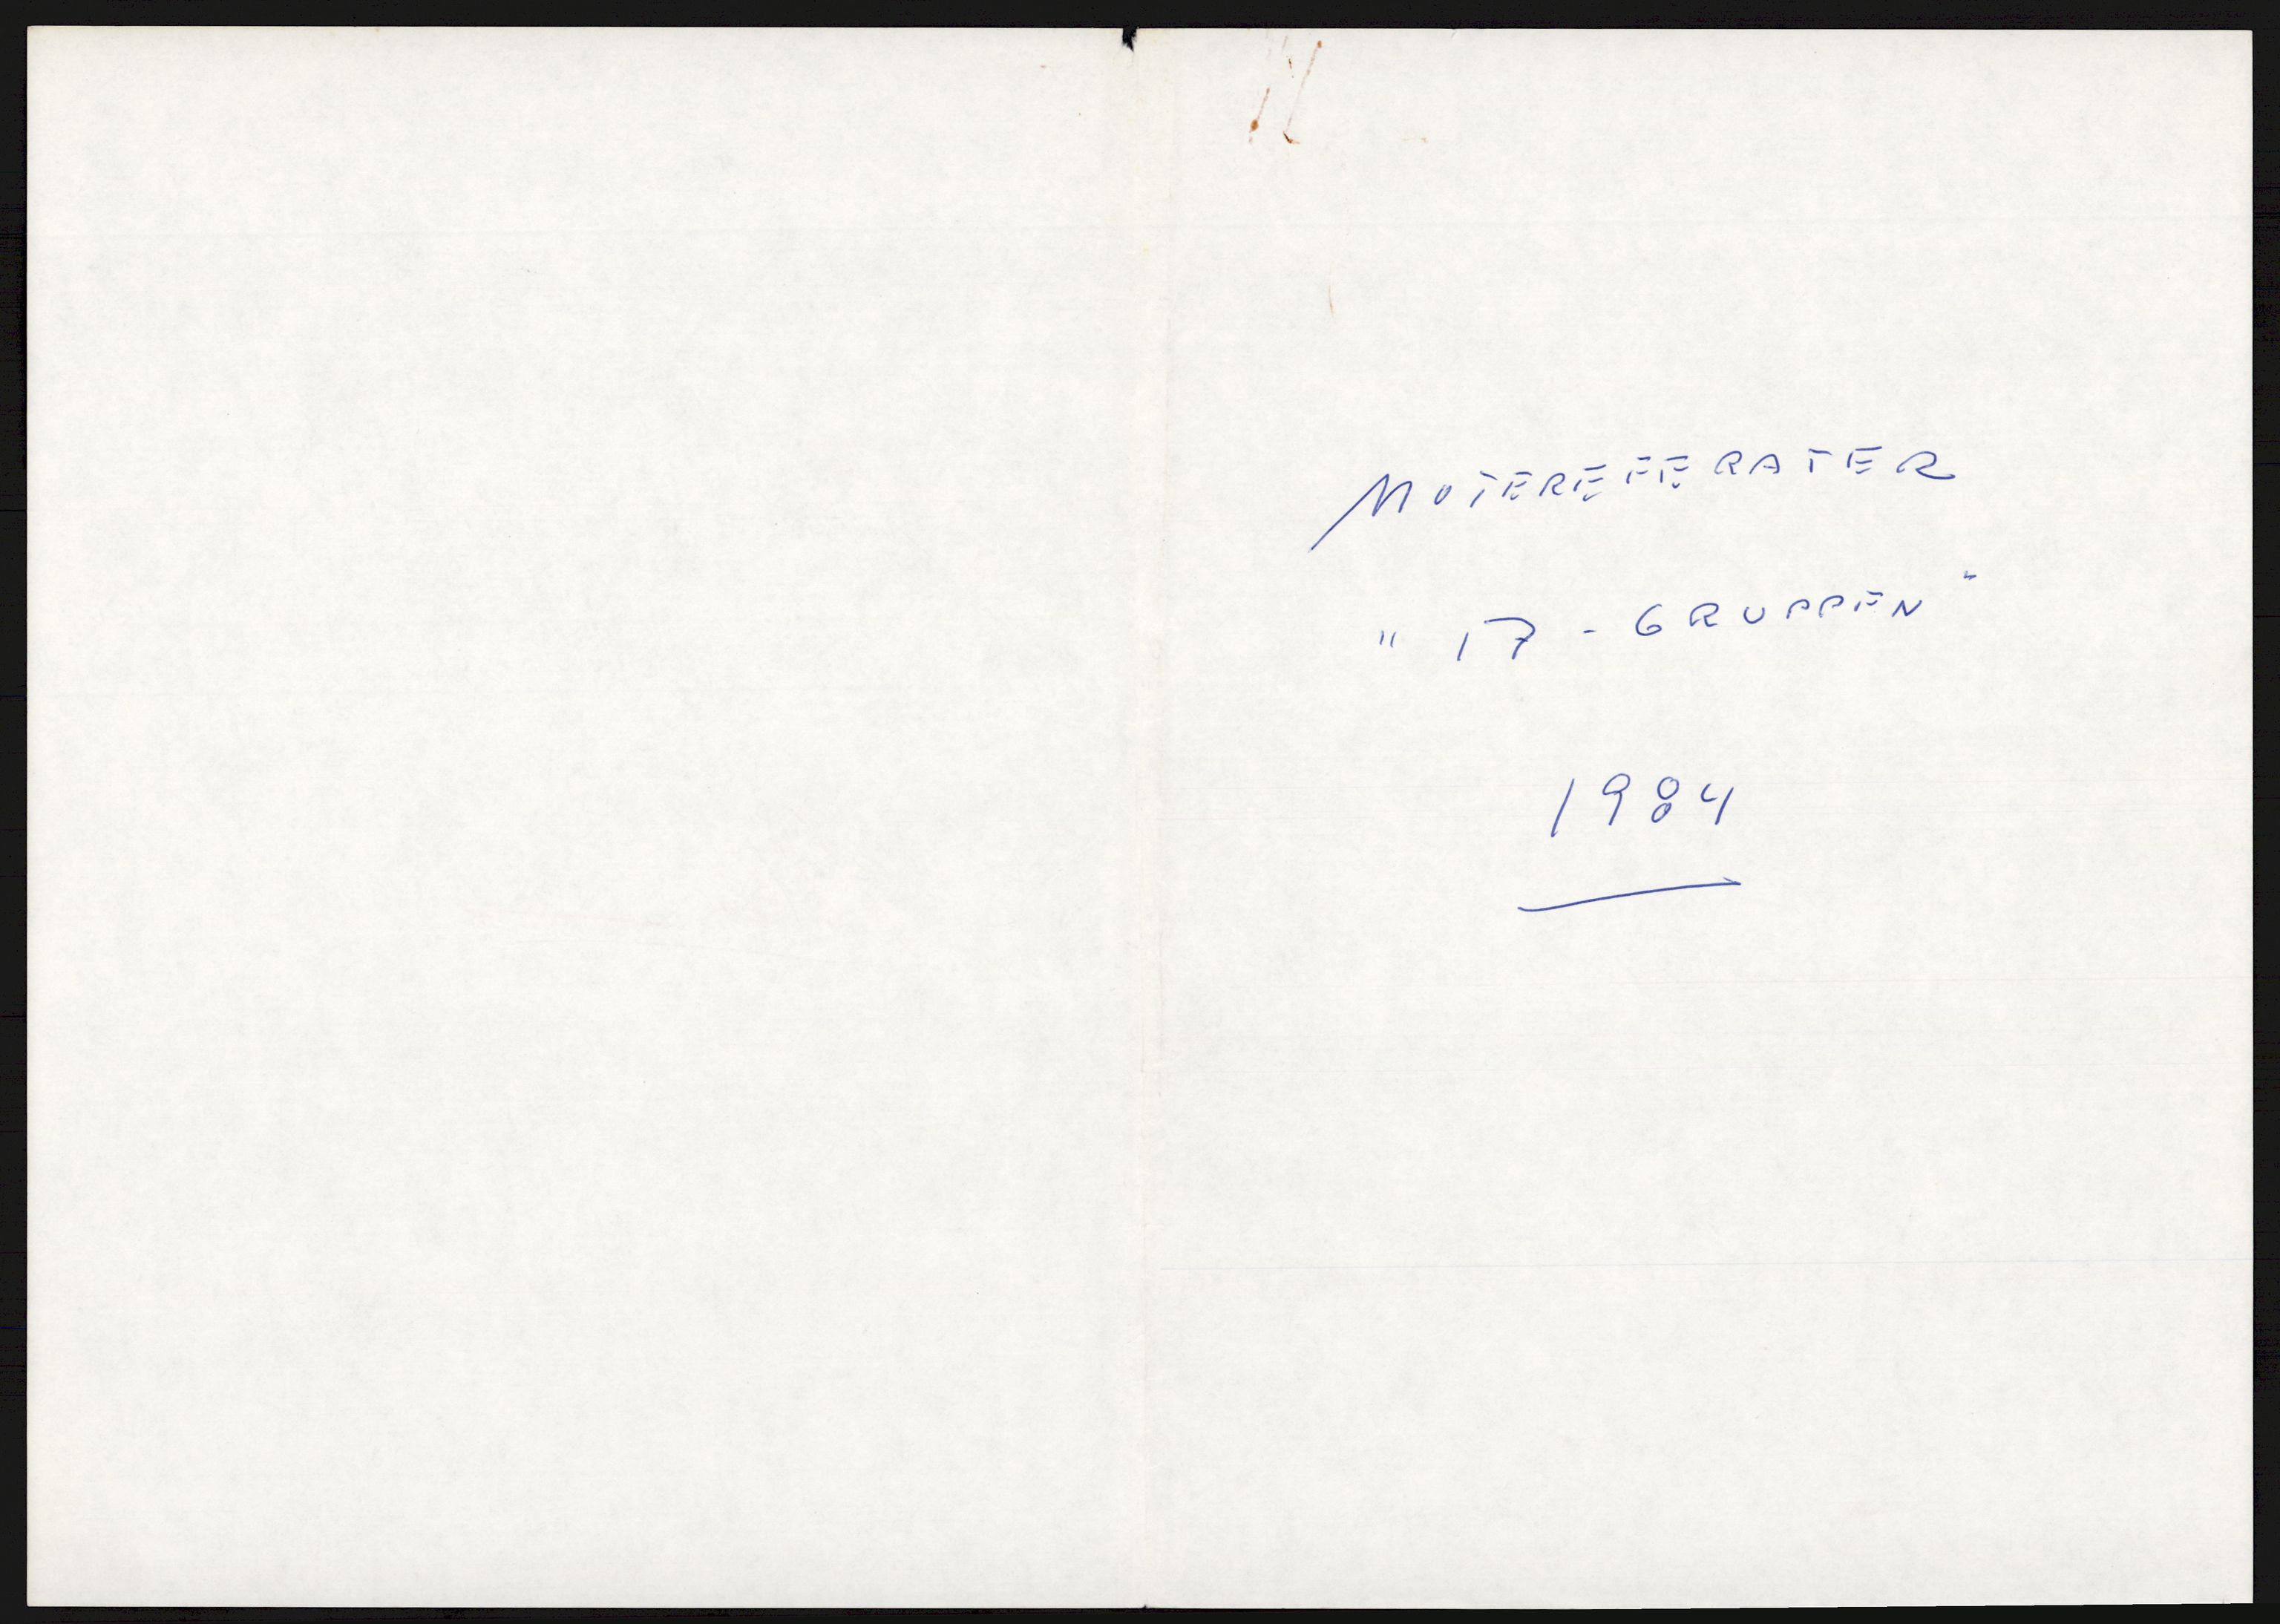 MØTEREFERATER
" 17 - GRUPPEN "
1984